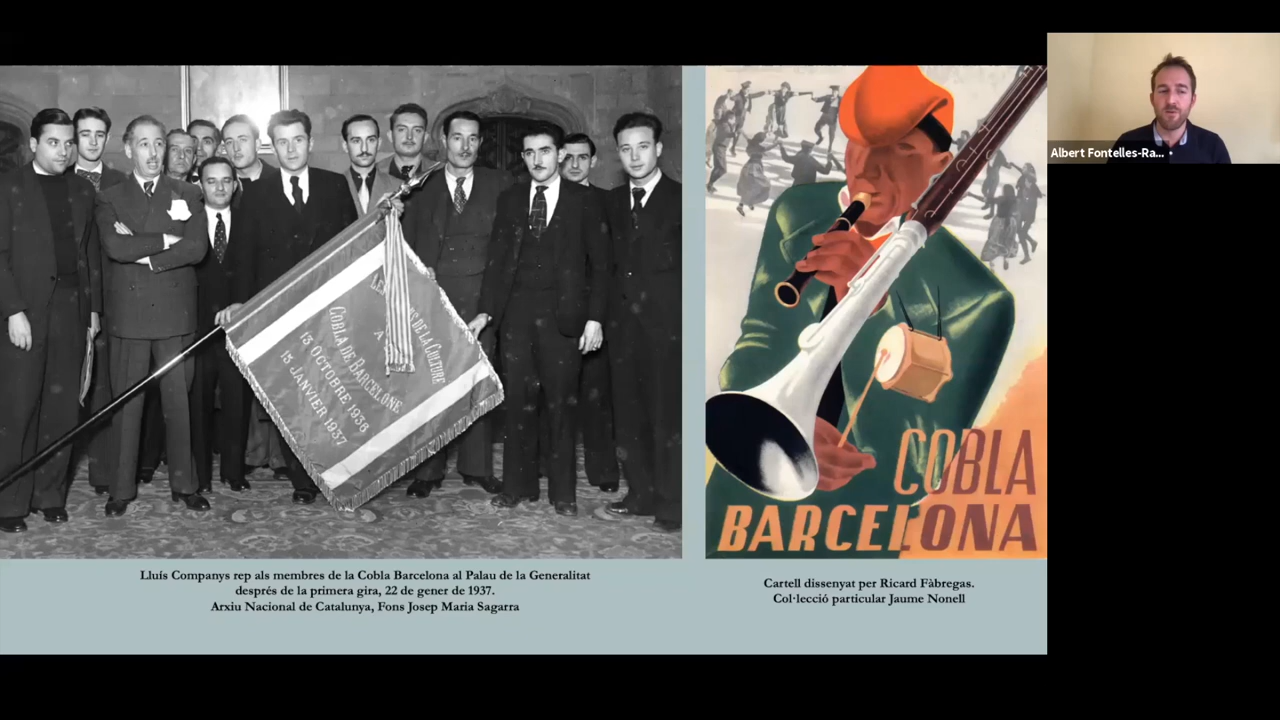 LES
S DE LA CULTURE
A
COBLA DE BARCELONE
13 OCTOBRE 1936
15 JANVIER 1937
COBLA
BARCELONA
Albert Fontelles-Ra...
Lluís Companys rep als membres de la Cobla Barcelona al Palau de la Generalitat
després de la primera gira, 22 de gener de 1937.
Arxiu Nacional de Catalunya, Fons Josep Maria Sagarra
Cartell dissenyat per Ricard Fàbregas.
Col·lecció particular Jaume Nonell